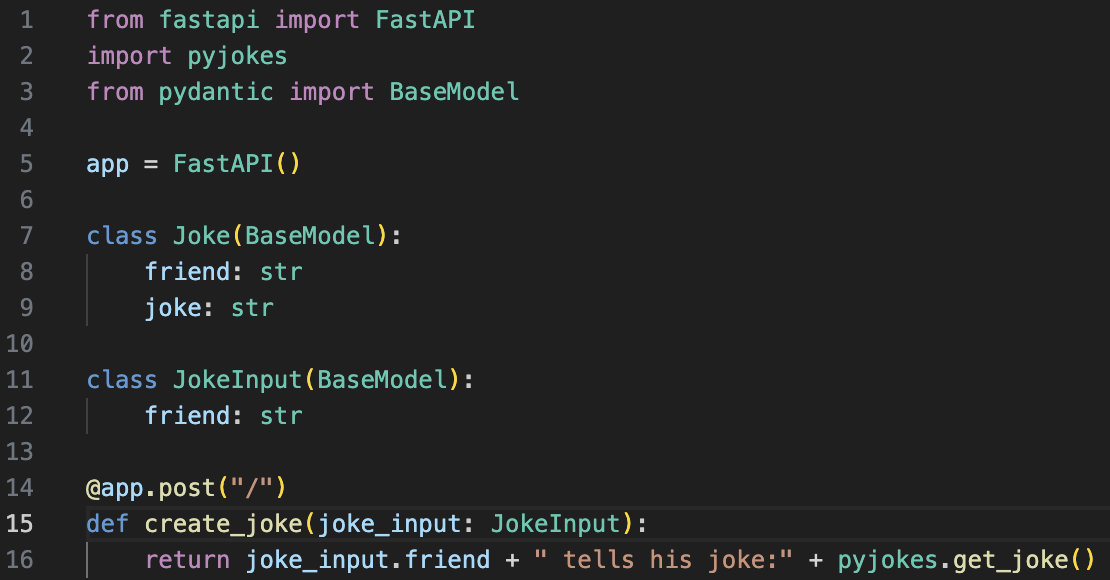 1 from fastapi import FastAPI
2 import pyjokes
3 from pydantic import BaseModel
4
5 app = FastAPI()
6
7 class Joke(BaseModel):
8     friend: str
9     joke: str
10
11 class JokeInput(BaseModel):
12     friend: str
13
14 @app.post("/")
15 def create_joke(joke_input: JokeInput):
16     return joke_input.friend + " tells his joke:" + pyjokes.get_joke()